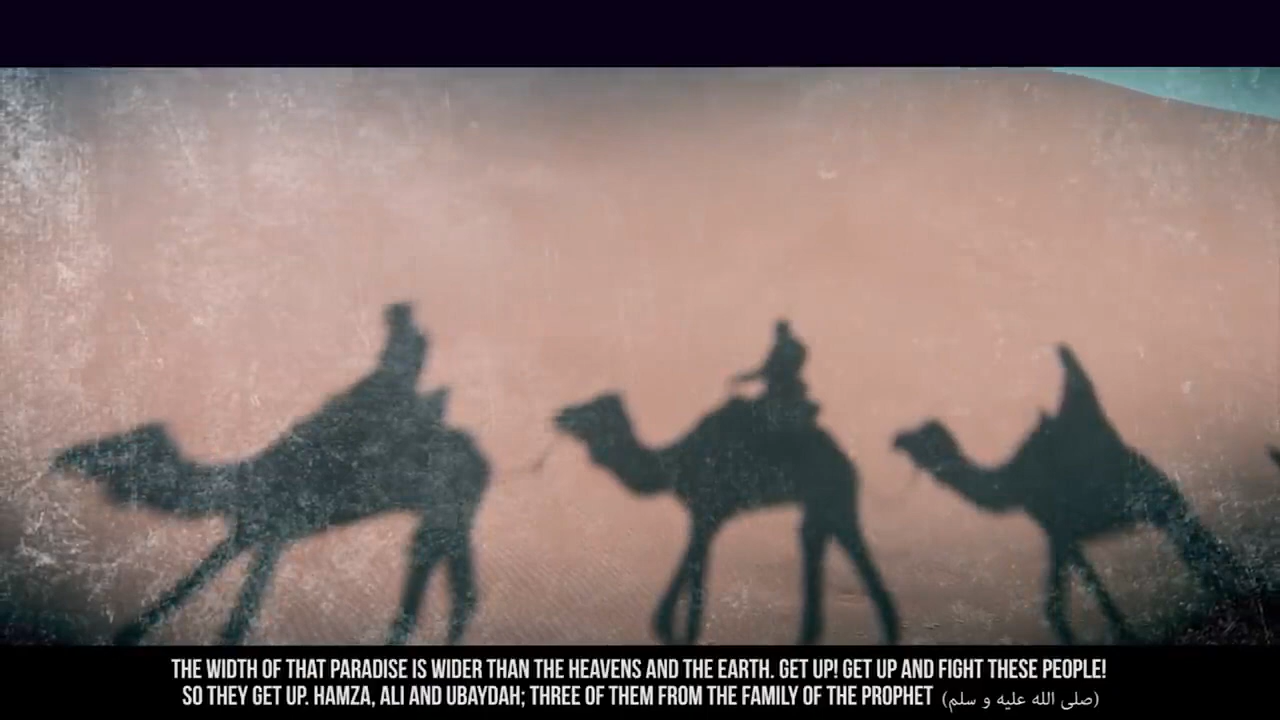 THE WIDTH OF THAT PARADISE IS WIDER THAN THE HEAVENS AND THE EARTH. GET UP! GET UP AND FIGHT THESE PEOPLE!
SO THEY GET UP. HAMZA, ALI AND UBAYDAH; THREE OF THEM FROM THE FAMILY OF THE PROPHET (صلى الله عليه و سلم)